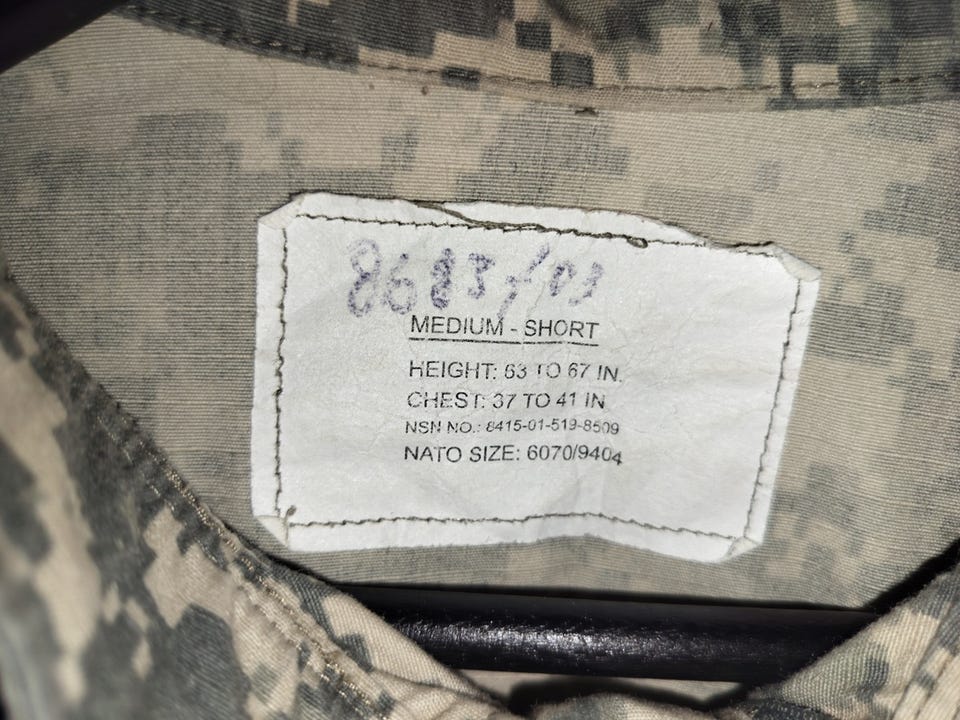 8683/03
MEDIUM - SHORT
HEIGHT: 63 TO 67 IN.
CHEST: 37 TO 41 IN
NSN NO.: 8415-01-519-8509
NATO SIZE: 6070/9404